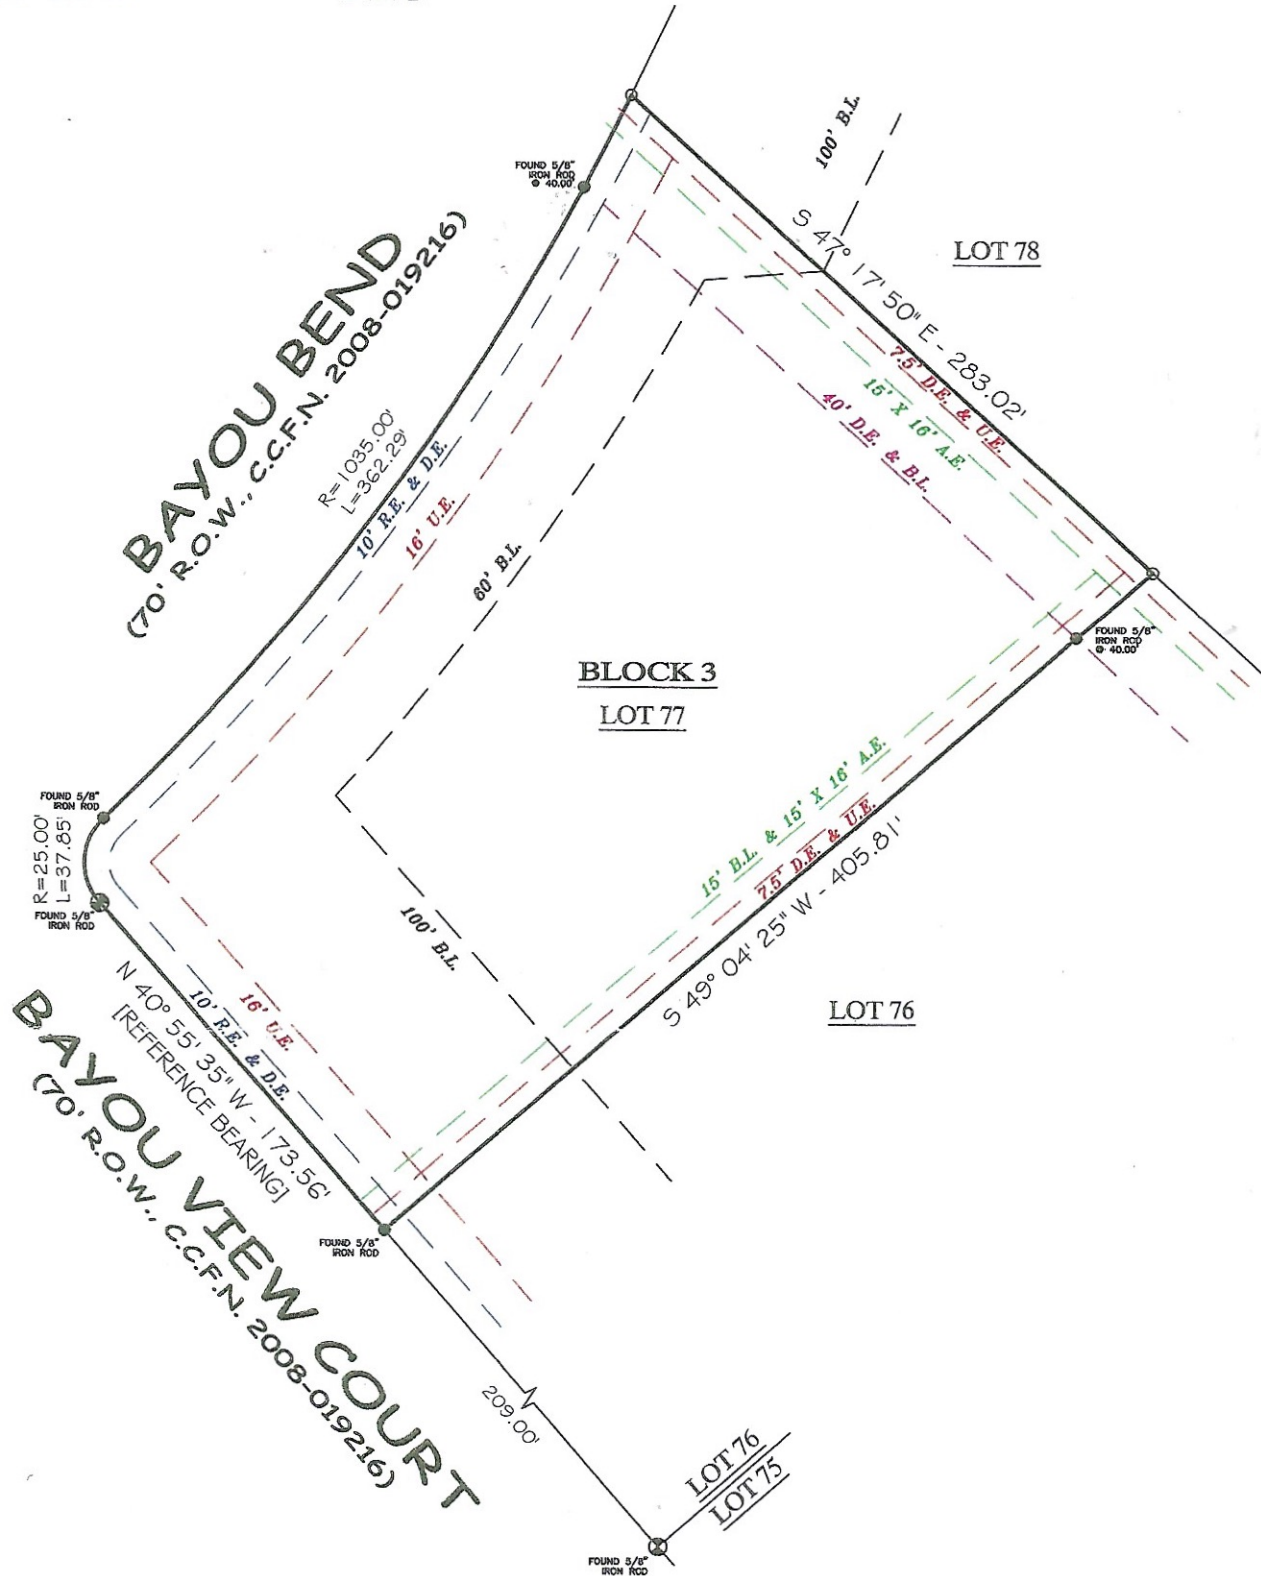 100' B.L.
FOUND 5/8"
IRON ROD
@ 40.00'
S 47° 17' 50" E - 283.02'
LOT 78
BAYOU BEND
(70' R.O.W., C.C.F.N. 2008-019216)
7.5' D.E. & U.E.
15' X 16' A.E.
40' D.E. & B.L.
R=1035.00'
L=362.29'
10' R.E. & D.E.
16' U.E.
60' B.L.
FOUND 5/8"
IRON ROD
@ 40.00'
BLOCK 3
LOT 77
FOUND 5/8"
IRON ROD
R=25.00'
L=37.85'
FOUND 5/8"
IRON ROD
15' B.L. & 15' X 16' A.E.
7.5' D.E. & U.E.
S 49° 04' 25" W - 405.81'
100' B.L.
LOT 76
16' U.E.
10' R.E. & D.E.
N 40° 55' 35" W - 173.56'
[REFERENCE BEARING]
BAYOU VIEW COURT
(70' R.O.W., C.C.F.N. 2008-019216)
FOUND 5/8"
IRON ROD
209.00'
LOT 76
LOT 75
FOUND 5/8"
IRON ROD